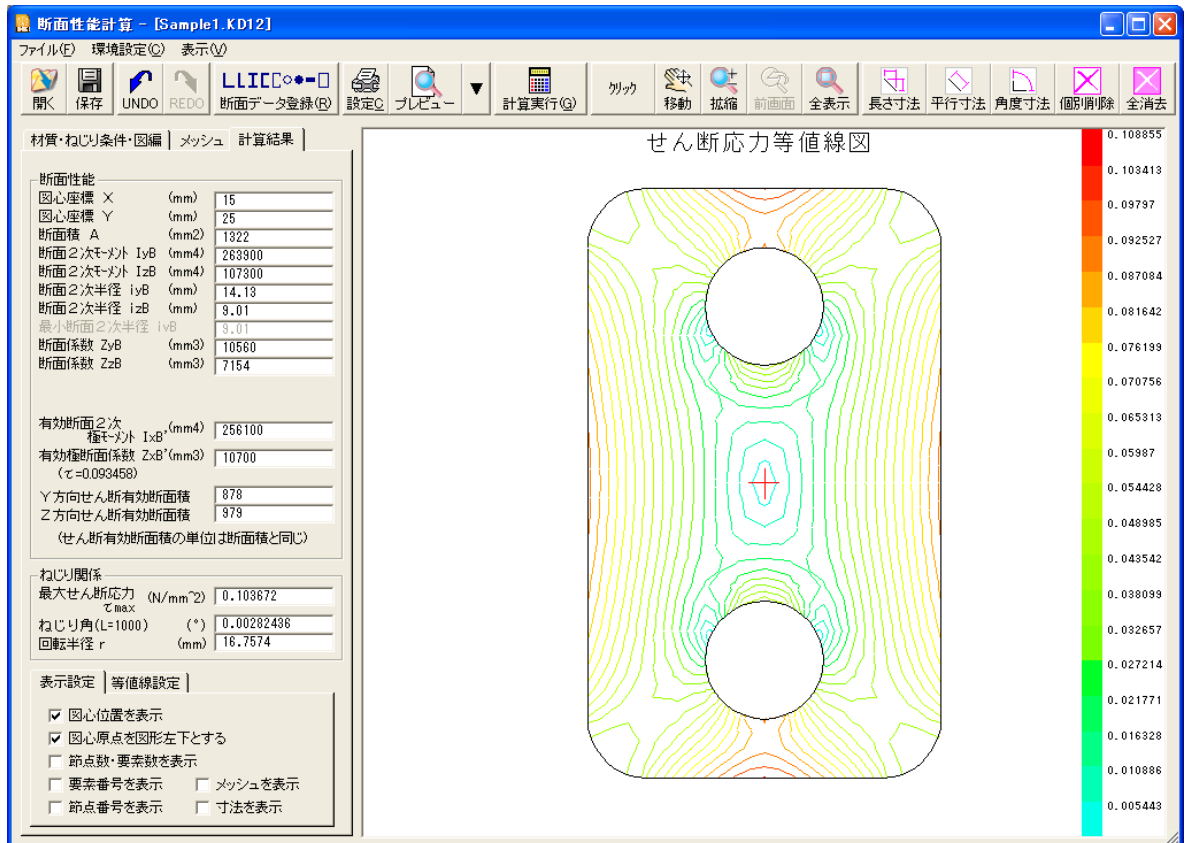 断面性能計算 - [Sample1.KD12]
ファイル(F) 環境設定(C) 表示(V)
開く 保存 UNDO REDO 断面データ登録(R) 設定C プレビュー ▼ 計算実行(G) クリック 移動 拡縮 前画面 全表示 長さ寸法 平行寸法 角度寸法 個別削除 全消去
材質・ねじり条件・図編 メッシュ 計算結果
断面性能
図心座標 X (mm) 15
図心座標 Y (mm) 25
断面積 A (mm2) 1322
断面2次モーメント IyB (mm4) 263900
断面2次モーメント IzB (mm4) 107300
断面2次半径 iyB (mm) 14.13
断面2次半径 izB (mm) 9.01
最小断面2次半径 ivB 9.01
断面係数 ZyB (mm3) 10560
断面係数 ZzB (mm3) 7154
有効断面2次
極モーメント IxB' (mm4) 256100
有効極断面係数 ZxB'(mm3) 10700
(τ=0.093458)
Y方向せん断有効断面積 878
Z方向せん断有効断面積 979
(せん断有効断面積の単位は断面積と同じ)
ねじり関係
最大せん断応力 τmax (N/mm^2) 0.103672
ねじり角(L=1000) (°) 0.00282436
回転半径 r (mm) 16.7574
表示設定 等値線設定
図心位置を表示
図心原点を図形左下とする
節点数・要素数を表示
要素番号を表示 メッシュを表示
節点番号を表示 寸法を表示
せん断応力等値線図
0.108855
0.103413
0.09797
0.092527
0.087084
0.081642
0.076199
0.070756
0.065313
0.05987
0.054428
0.048985
0.043542
0.038099
0.032657
0.027214
0.021771
0.016328
0.010886
0.005443